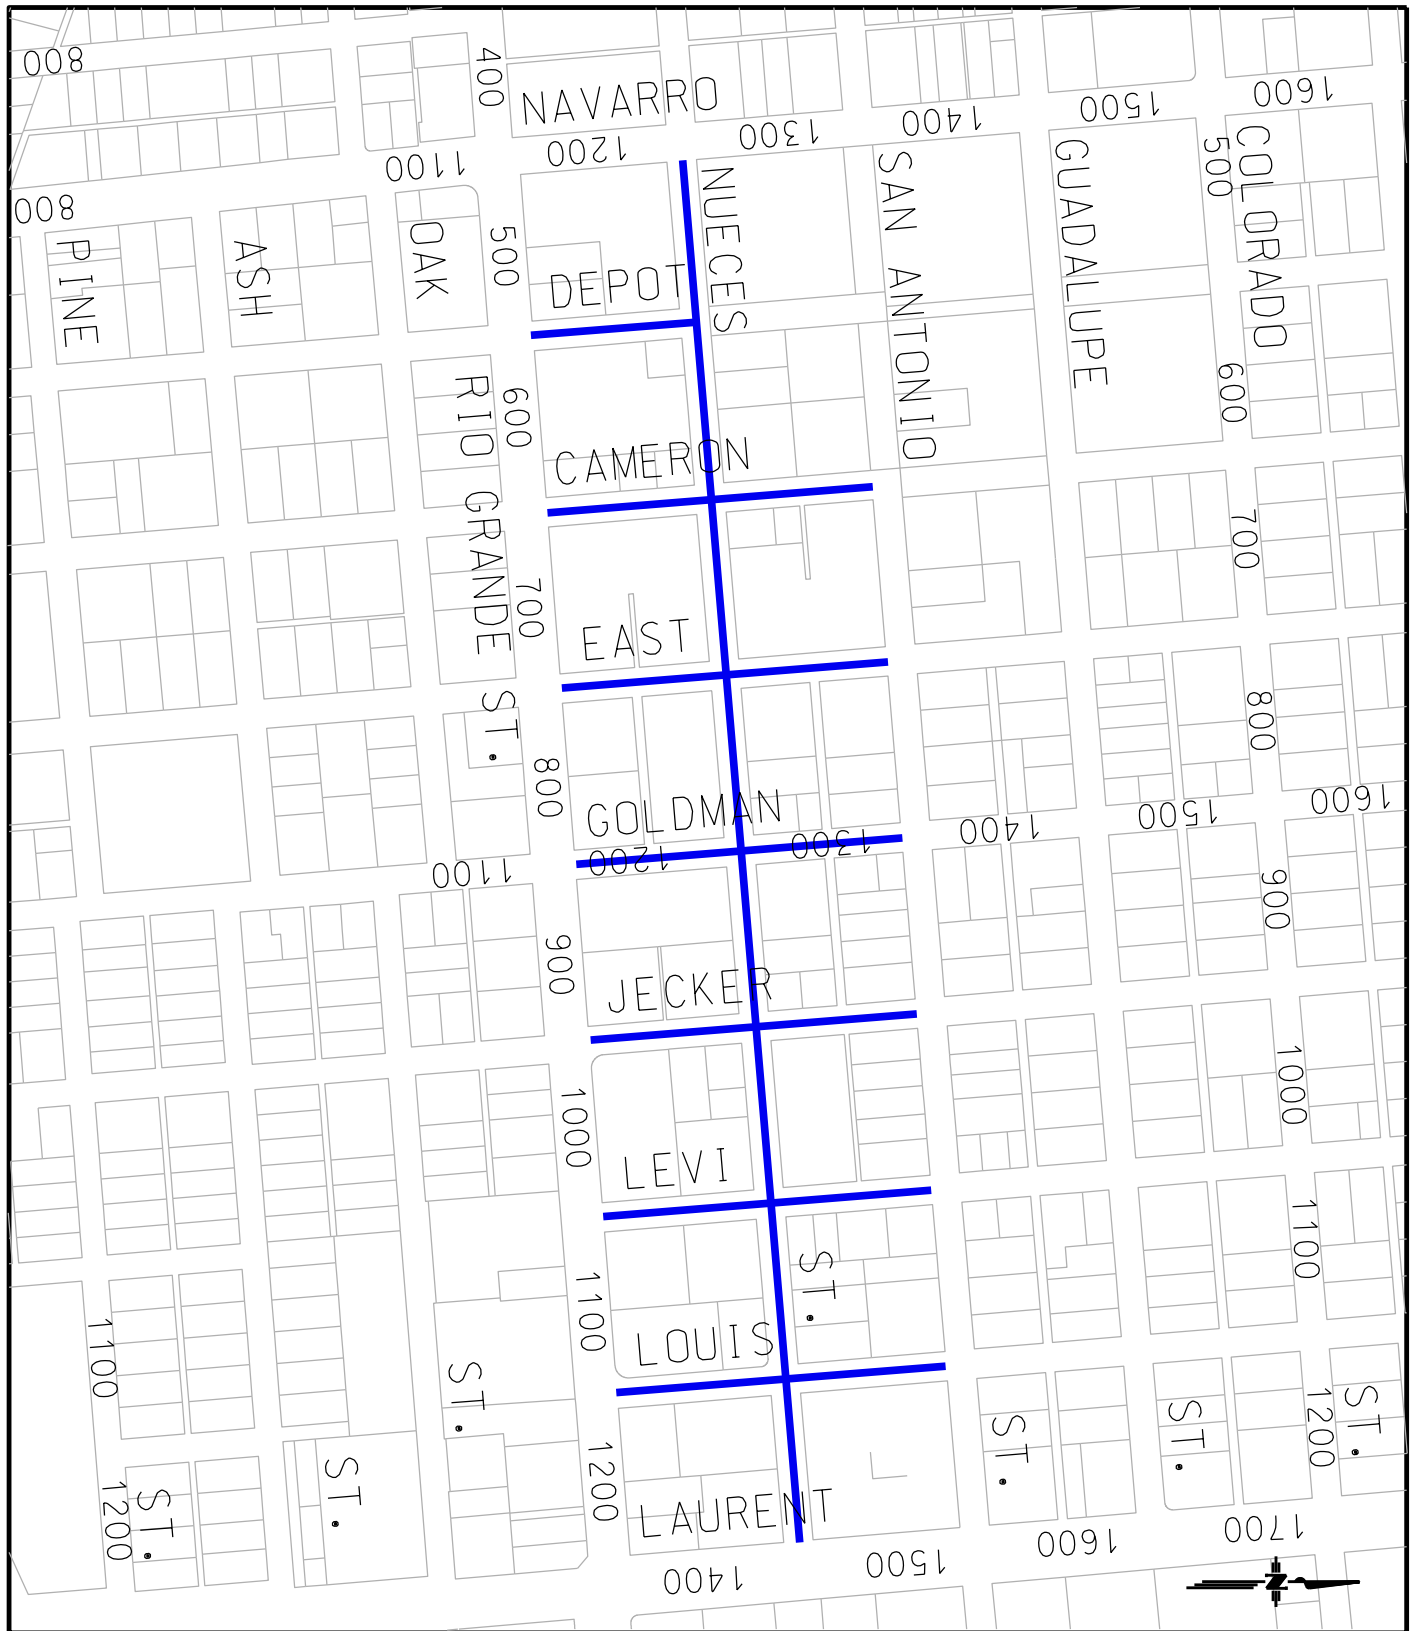 800
400
NAVARRO
1100
1200
1300
1400
1500
1600
800
PINE
ASH
OAK
500
DEPOT
NUECES
SAN ANTONIO
GUADALUPE
500
COLORADO
RIO GRANDE ST.
600
CAMERON
600
700
EAST
700
800
GOLDMAN
800
1100
1200
1300
1400
1500
1600
900
JECKER
900
1000
LEVI
1000
1100
LOUIS
ST.
1100
1100
ST.
1200
LAURENT
ST.
ST.
1200
ST.
1200
ST.
ST.
1400
1500
1600
1700
N